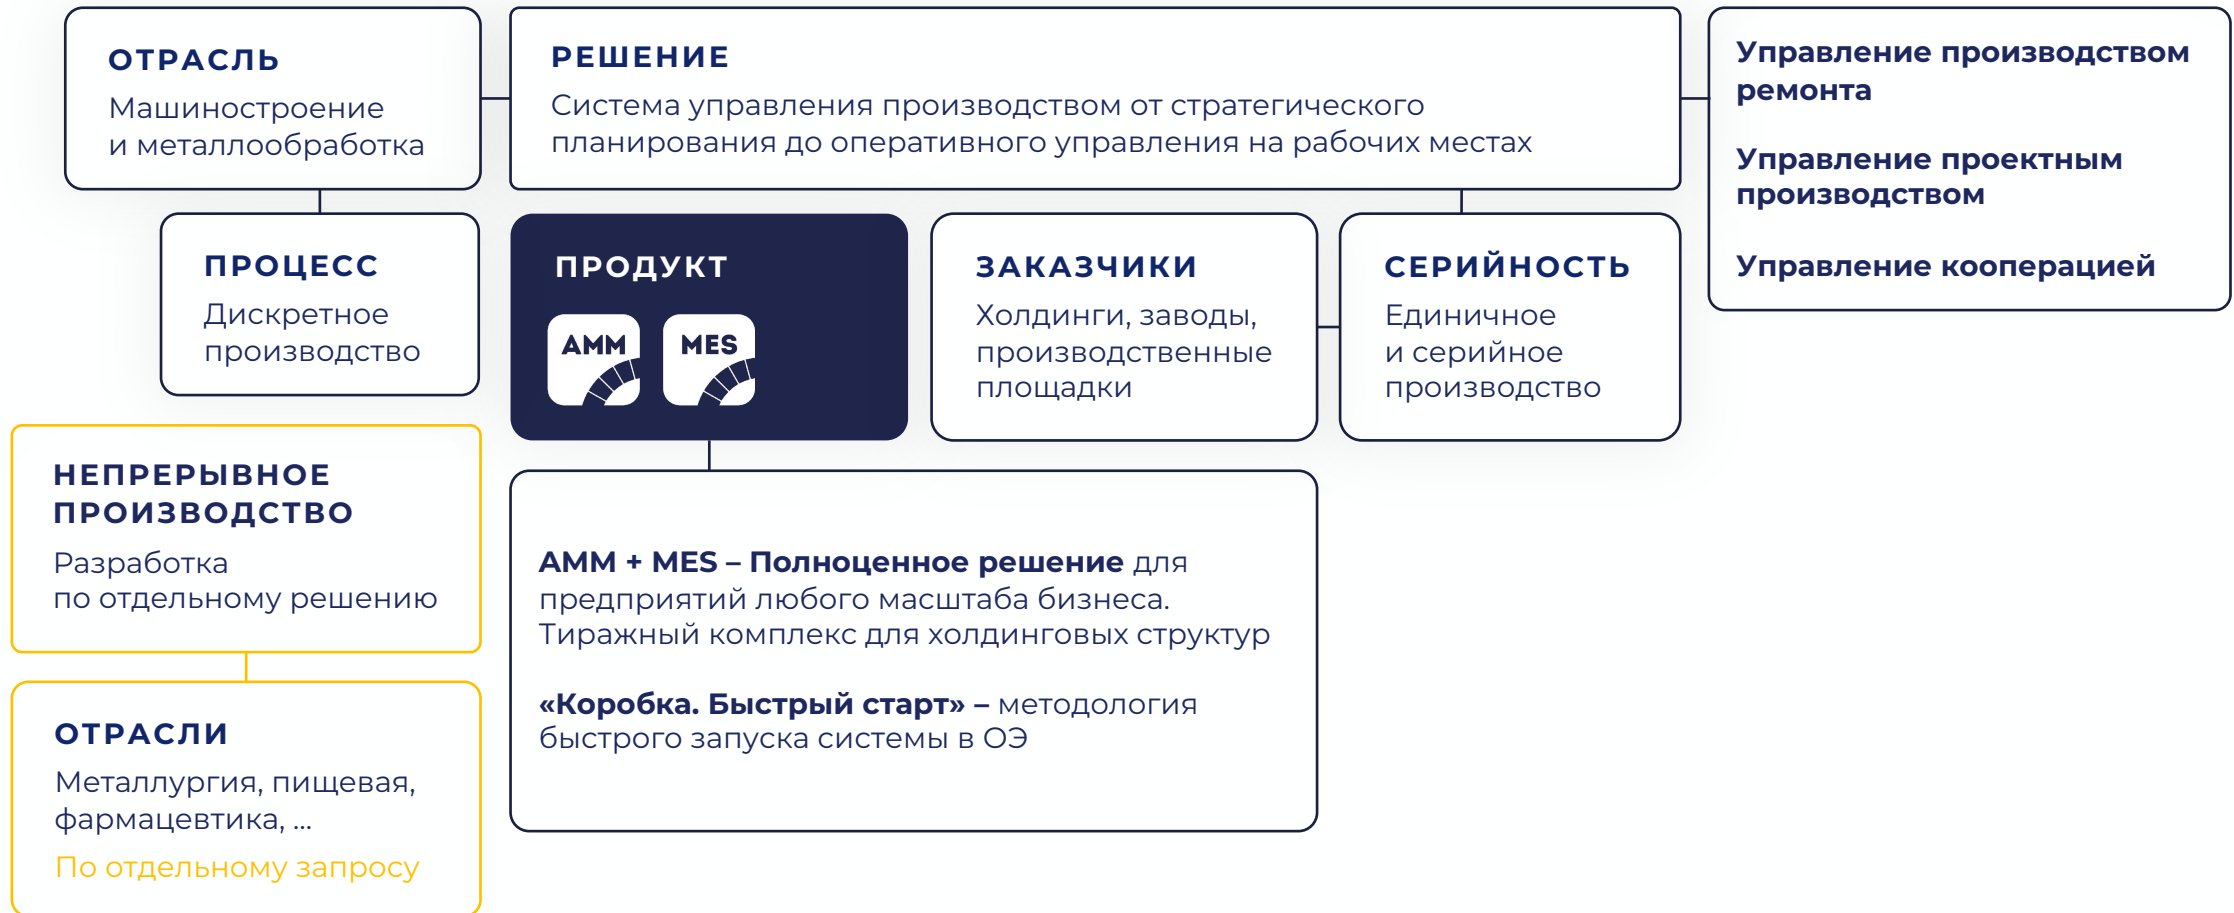 ОТРАСЛЬ
Машиностроение
и металлообработка
РЕШЕНИЕ
Система управления производством от стратегического
планирования до оперативного управления на рабочих местах
Управление производством
ремонта
Управление проектным
производством
Управление кооперацией
ПРОЦЕСС
Дискретное
производство
ПРОДУКТ
AMM
MES
ЗАКАЗЧИКИ
Холдинги, заводы,
производственные
площадки
СЕРИЙНОСТЬ
Единичное
и серийное
производство
НЕПРЕРЫВНОЕ
ПРОИЗВОДСТВО
Разработка
по отдельному решению
AMM + MES – Полноценное решение для
предприятий любого масштаба бизнеса.
Тиражный комплекс для холдинговых структур
«Коробка. Быстрый старт» – методология
быстрого запуска системы в ОЭ
ОТРАСЛИ
Металлургия, пищевая,
фармацевтика, ...
По отдельному запросу